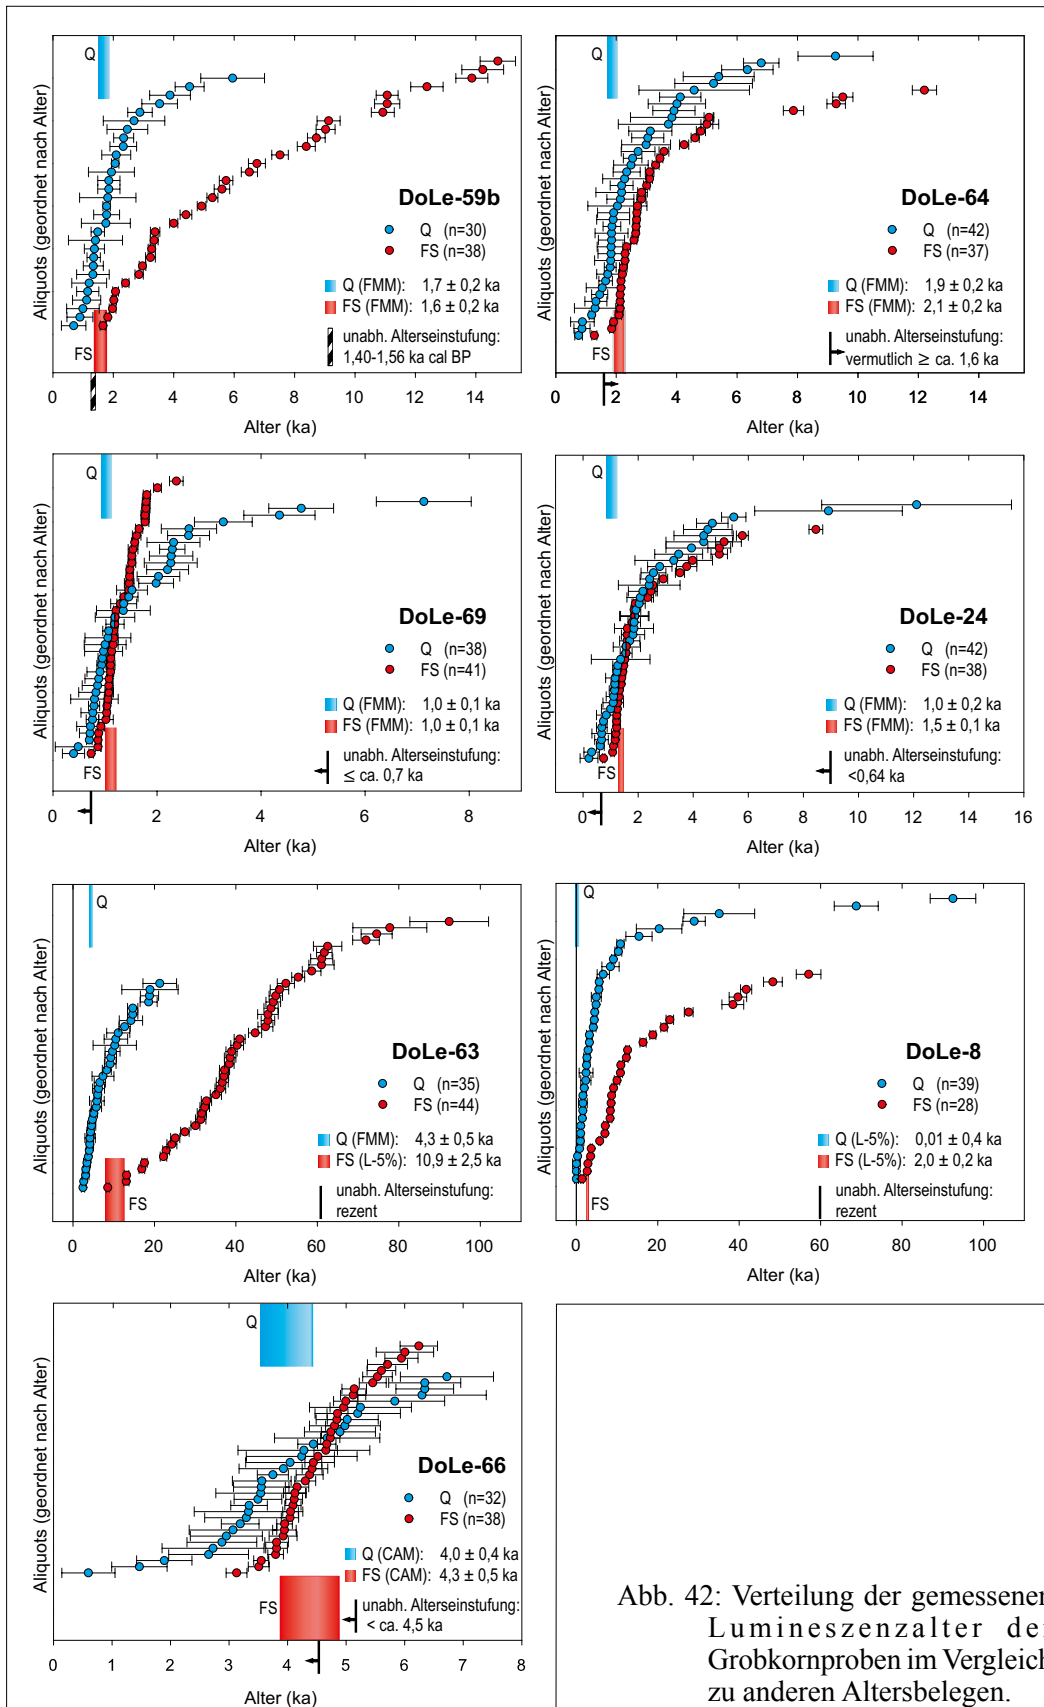 Aliquots (geordnet nach Alter)
Q
DoLe-59b
Q (n=30)
FS (n=38)
Q (FMM): 1,7 ± 0,2 ka
FS (FMM): 1,6 ± 0,2 ka
unabh. Alterseinstufung:
1,40-1,56 ka cal BP
FS
0 2 4 6 8 10 12 14
Alter (ka)
Aliquots (geordnet nach Alter)
Q
DoLe-64
Q (n=42)
FS (n=37)
Q (FMM): 1,9 ± 0,2 ka
FS (FMM): 2,1 ± 0,2 ka
unabh. Alterseinstufung:
vermutlich ≥ ca. 1,6 ka
FS
0 2 4 6 8 10 12 14
Alter (ka)
Aliquots (geordnet nach Alter)
Q
DoLe-69
Q (n=38)
FS (n=41)
Q (FMM): 1,0 ± 0,1 ka
FS (FMM): 1,0 ± 0,1 ka
unabh. Alterseinstufung:
≤ ca. 0,7 ka
FS
0 2 4 6 8
Alter (ka)
Aliquots (geordnet nach Alter)
Q
DoLe-24
Q (n=42)
FS (n=38)
Q (FMM): 1,0 ± 0,2 ka
FS (FMM): 1,5 ± 0,1 ka
unabh. Alterseinstufung:
<0,64 ka
FS
0 2 4 6 8 10 12 14 16
Alter (ka)
Aliquots (geordnet nach Alter)
Q
DoLe-63
Q (n=35)
FS (n=44)
Q (FMM): 4,3 ± 0,5 ka
FS (L-5%): 10,9 ± 2,5 ka
unabh. Alterseinstufung:
rezent
FS
0 20 40 60 80 100
Alter (ka)
Aliquots (geordnet nach Alter)
Q
DoLe-8
Q (n=39)
FS (n=28)
Q (L-5%): 0,01 ± 0,4 ka
FS (L-5%): 2,0 ± 0,2 ka
unabh. Alterseinstufung:
rezent
FS
0 20 40 60 80 100
Alter (ka)
Aliquots (geordnet nach Alter)
Q
DoLe-66
Q (n=32)
FS (n=38)
Q (CAM): 4,0 ± 0,4 ka
FS (CAM): 4,3 ± 0,5 ka
unabh. Alterseinstufung:
< ca. 4,5 ka
FS
0 1 2 3 4 5 6 7 8
Alter (ka)
Abb. 42: Verteilung der gemessenen
Lumineszenzalter der
Grobkornproben im Vergleich
zu anderen Altersbelegen.